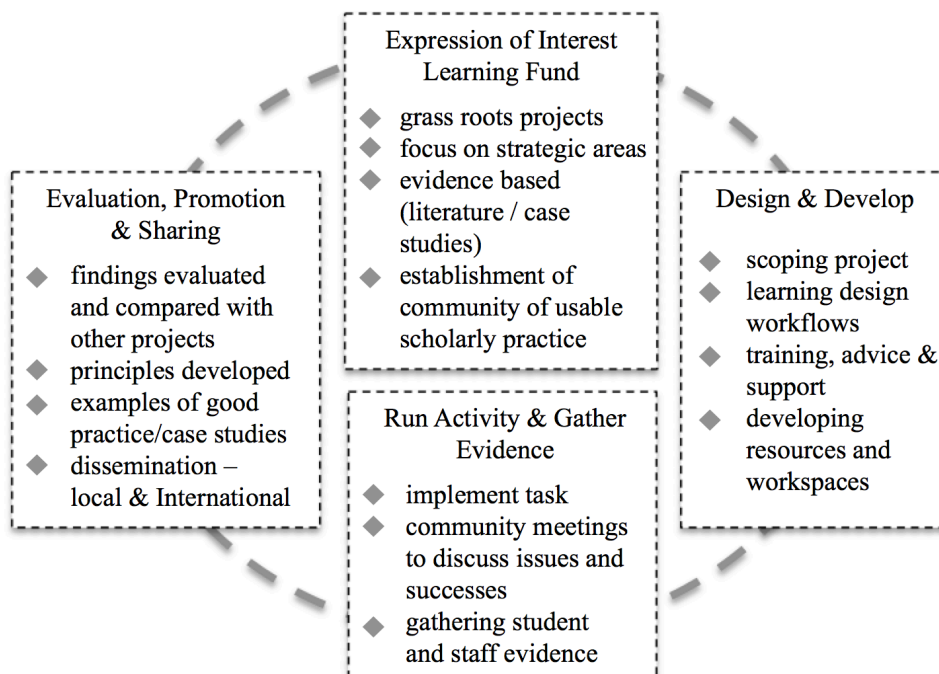 Expression of Interest
Learning Fund
grass roots projects
focus on strategic areas
evidence based
(literature / case
studies)
establishment of
community of usable
scholarly practice
Evaluation, Promotion
& Sharing
findings evaluated
and compared with
other projects
principles developed
examples of good
practice/case studies
dissemination –
local & International
Design & Develop
scoping project
learning design
workflows
training, advice &
support
developing
resources and
workspaces
Run Activity & Gather
Evidence
implement task
community meetings
to discuss issues and
successes
gathering student
and staff evidence